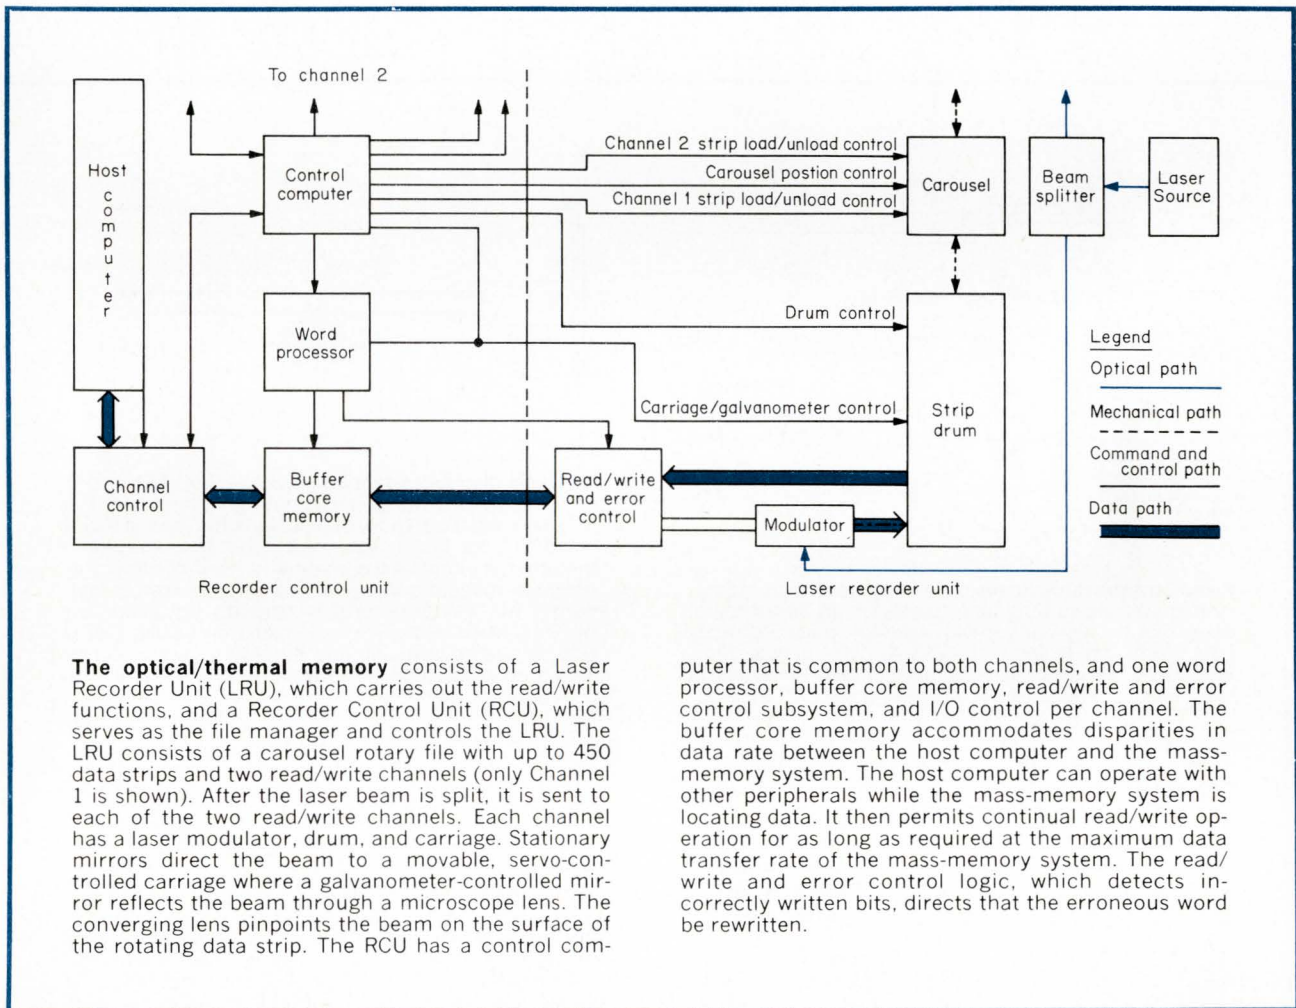 To channel 2
Host
computer
Control
computer
Channel 2 strip load/unload control
Carousel postion control
Channel 1 strip load/unload control
Carousel
Beam
splitter
Laser
Source
Word
processor
Drum control
Carriage/galvanometer control
Strip
drum
Legend
Optical path
Mechanical path
Command and
control path
Data path
Channel
control
Buffer
core
memory
Read/write
and error
control
Modulator
Recorder control unit
Laser recorder unit
The optical/thermal memory consists of a Laser
Recorder Unit (LRU), which carries out the read/write
functions, and a Recorder Control Unit (RCU), which
serves as the file manager and controls the LRU. The
LRU consists of a carousel rotary file with up to 450
data strips and two read/write channels (only Channel
1 is shown). After the laser beam is split, it is sent to
each of the two read/write channels. Each channel
has a laser modulator, drum, and carriage. Stationary
mirrors direct the beam to a movable, servo-con-
trolled carriage where a galvanometer-controlled mir-
ror reflects the beam through a microscope lens. The
converging lens pinpoints the beam on the surface of
the rotating data strip. The RCU has a control com-
puter that is common to both channels, and one word
processor, buffer core memory, read/write and error
control subsystem, and I/O control per channel. The
buffer core memory accommodates disparities in
data rate between the host computer and the mass-
memory system. The host computer can operate with
other peripherals while the mass-memory system is
locating data. It then permits continual read/write op-
eration for as long as required at the maximum data
transfer rate of the mass-memory system. The read/
write and error control logic, which detects in-
correctly written bits, directs that the erroneous word
be rewritten.